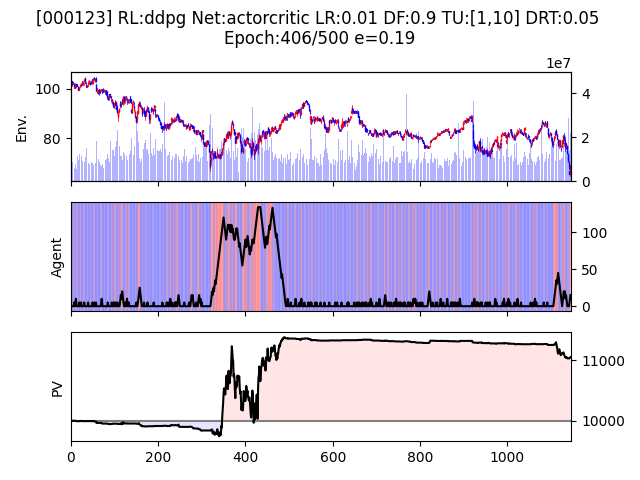 [000123] RL:ddpg Net:actorcritic LR:0.01 DF:0.9 TU:[1,10] DRT:0.05
Epoch:406/500 e=0.19
1e7
100
80
Env.
4
2
0
Agent
100
50
0
PV
11000
10000
0 200 400 600 800 1000